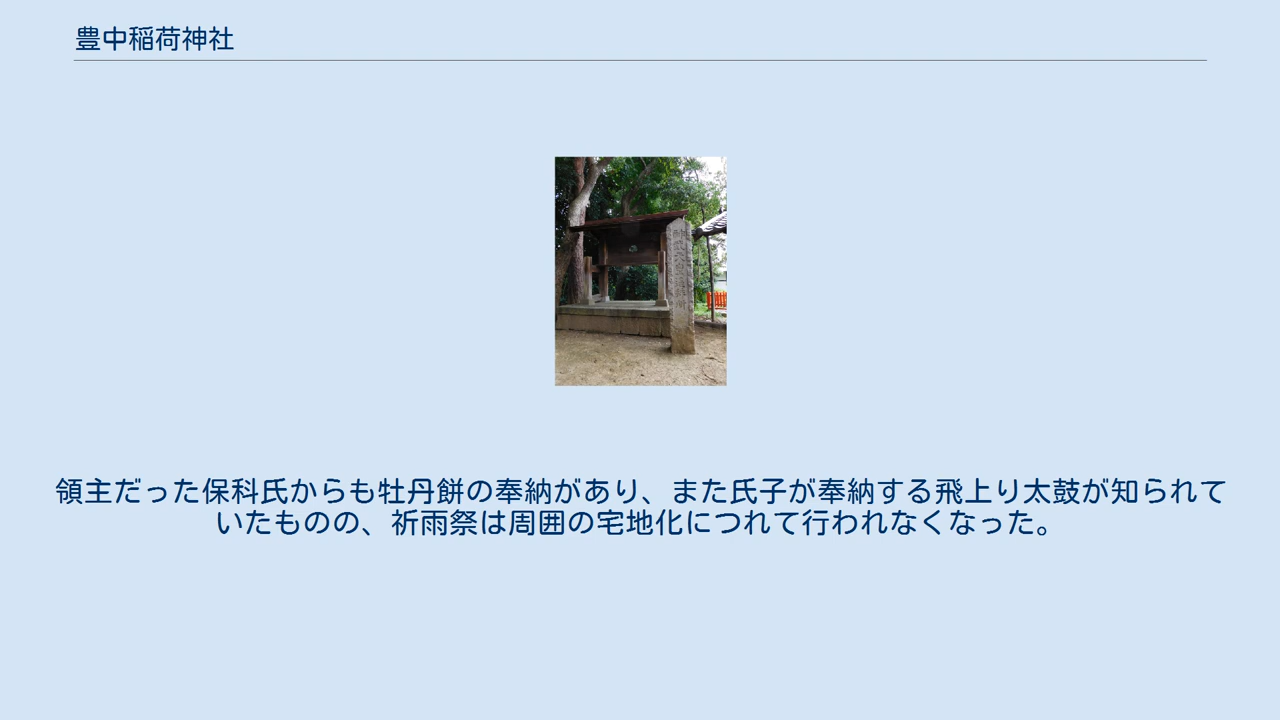 豊中稲荷神社
領主だった保科氏からも牡丹餅の奉納があり、また氏子が奉納する飛上り太鼓が知られて
いたものの、祈雨祭は周囲の宅地化につれて行われなくなった。